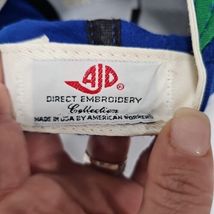 AJD ®
DIRECT EMBROIDERY
Collection
MADE IN USA BY AMERICAN WORKERS